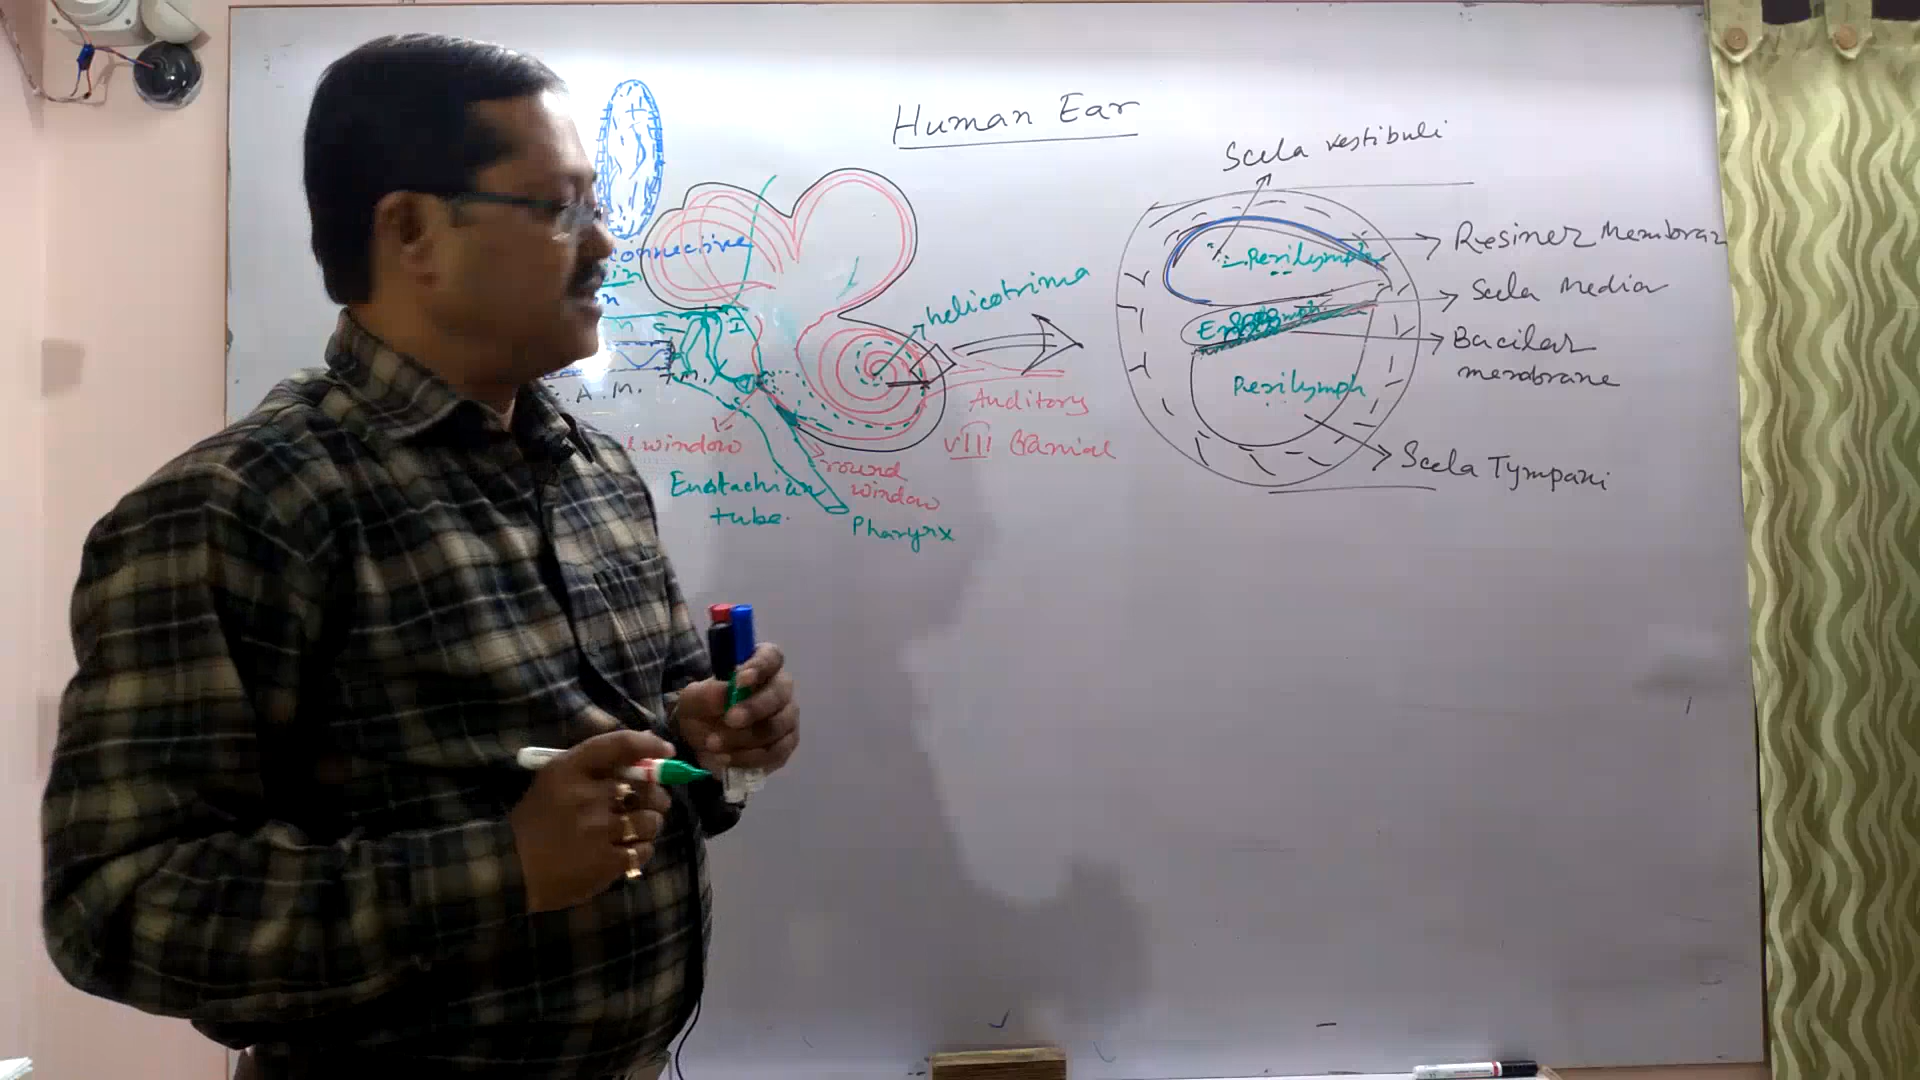 Human Ear
Scala vestibuli
connective
Perilymph
Resiner Membran
helicotrima
Scala Media
Bacilar
membrane
Perilymph
E.A.M.
T.M.
Auditory
window
VIII Cranial
round
window
Scala Tympani
Eustachian
tube.
Pharynx